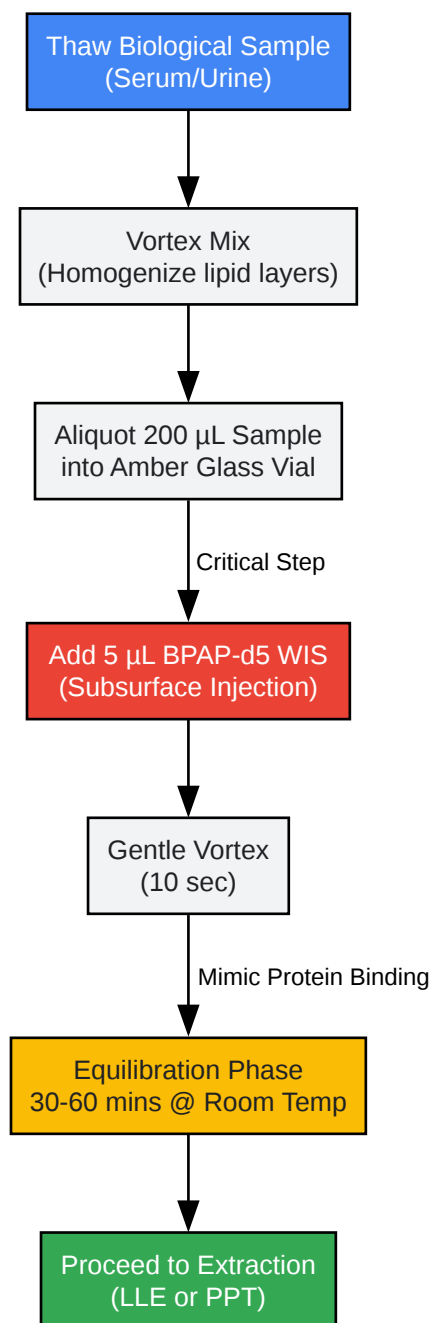 Thaw Biological Sample
(Serum/Urine)
Vortex Mix
(Homogenize lipid layers)
Aliquot 200 µL Sample
into Amber Glass Vial
Critical Step
Add 5 µL BPAP-d5 WIS
(Subsurface Injection)
Gentle Vortex
(10 sec)
Mimic Protein Binding
Equilibration Phase
30-60 mins @ Room Temp
Proceed to Extraction
(LLE or PPT)